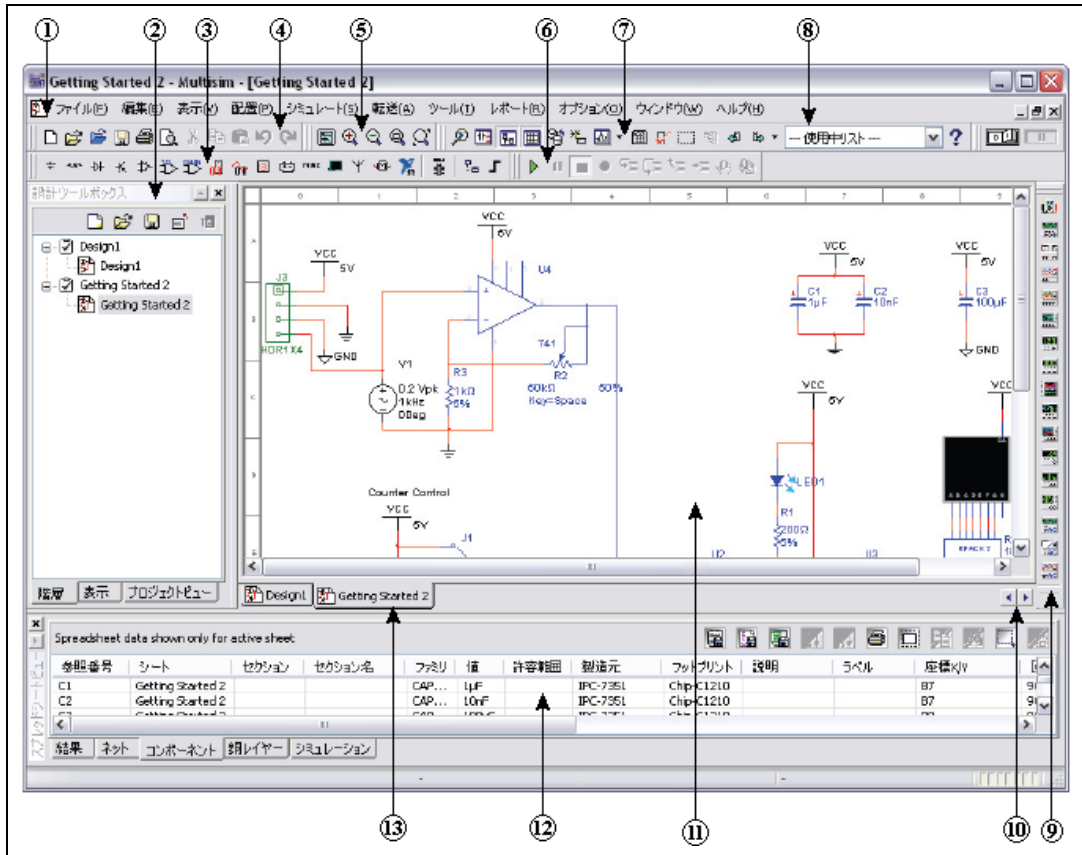 ① ② ③ ④ ⑤ ⑥ ⑦ ⑧
Getting Started 2 - Multisim - [Getting Started 2]
ファイル(F) 編集(E) 表示(V) 配置(P) シミュレート(S) 転送(A) ツール(T) レポート(R) オプション(O) ウィンドウ(W) ヘルプ(H)
--- 使用中リスト ---
設計ツールボックス
Design1
Design1
Getting Started 2
Getting Started 2
階層 表示 プロジェクトビュー
0 1 2 3 4 5 6 7 8 9
VCC
5V
U4
VCC
5V
J3
HDR1X4
GND
V1
0.2 Vpk
1kHz
0Deg
R3
1kΩ
5%
T41
R2
60kΩ
60%
Key=Space
VCC
5V
C1
1µF
C2
10nF
C3
100µF
GND
VCC
5V
VCC
5V
LED1
R1
200Ω
5%
A B C D E F G
U2
U3
Counter Control
VCC
5V
J1
Design1 Getting Started 2
Spreadsheet data shown only for active sheet
参照番号 シート セクション セクション名 ファミリ 値 許容範囲 製造元 フットプリント 説明 ラベル 座標X/Y
C1 Getting Started 2 CAP... 1µF IPC-7351 Chip-C1210 B7
C2 Getting Started 2 CAP... 10nF IPC-7351 Chip-C1210 B7
スプレッドシートビュー
結果 ネット コンポーネント 銅レイヤー シミュレーション
⑬ ⑫ ⑪ ⑩ ⑨